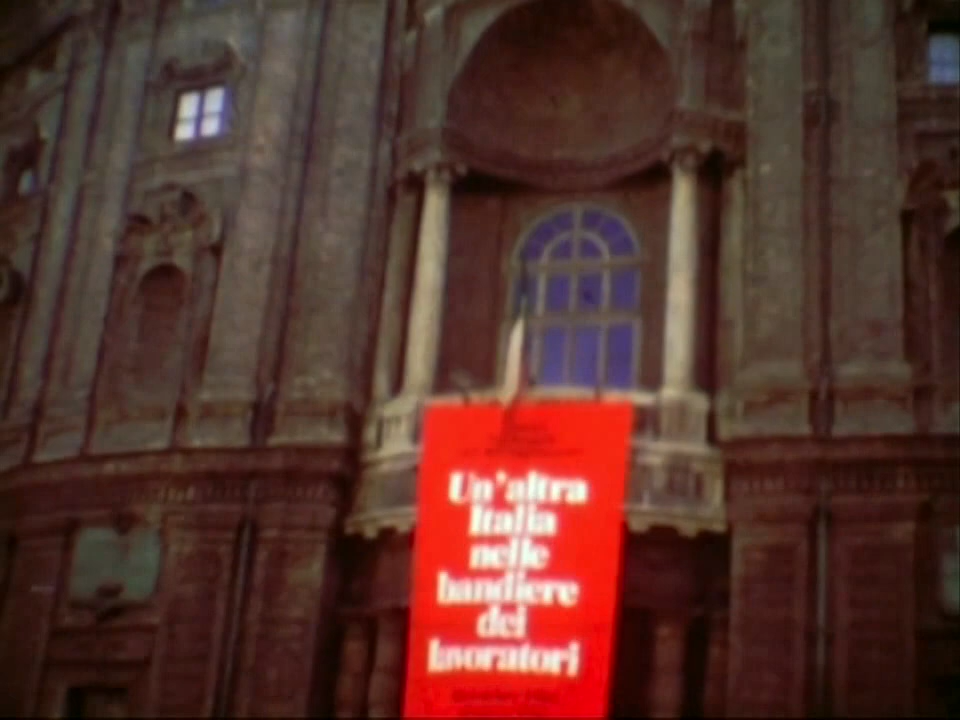 Un'altra
Italia
nelle
bandiere
dei
lavoratori